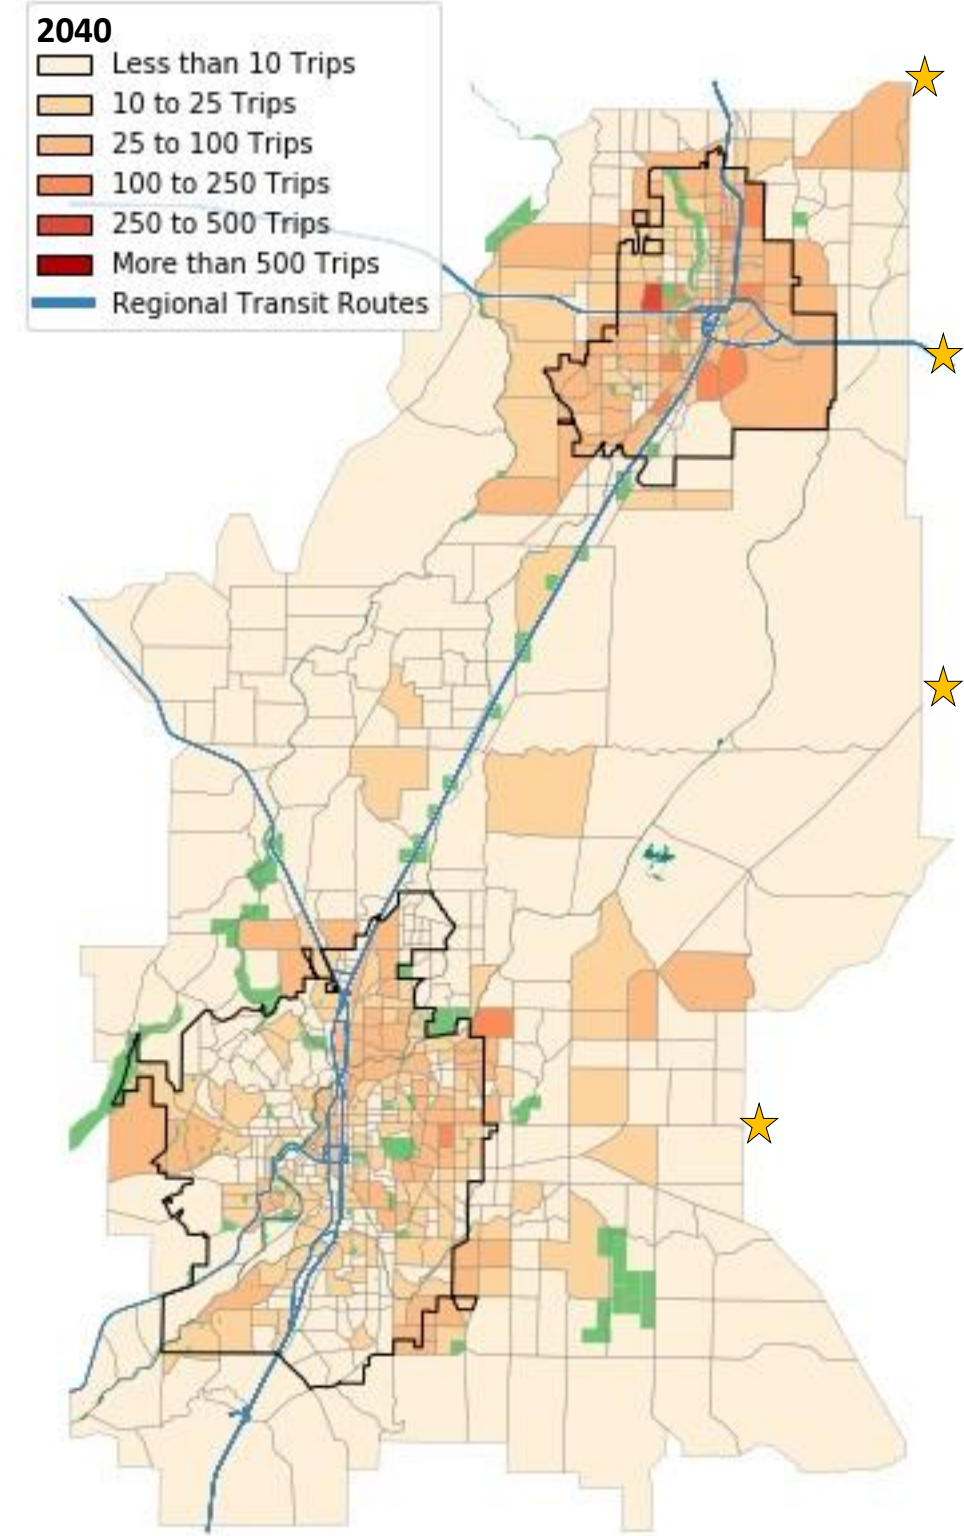 2040
Less than 10 Trips
10 to 25 Trips
25 to 100 Trips
100 to 250 Trips
250 to 500 Trips
More than 500 Trips
Regional Transit Routes